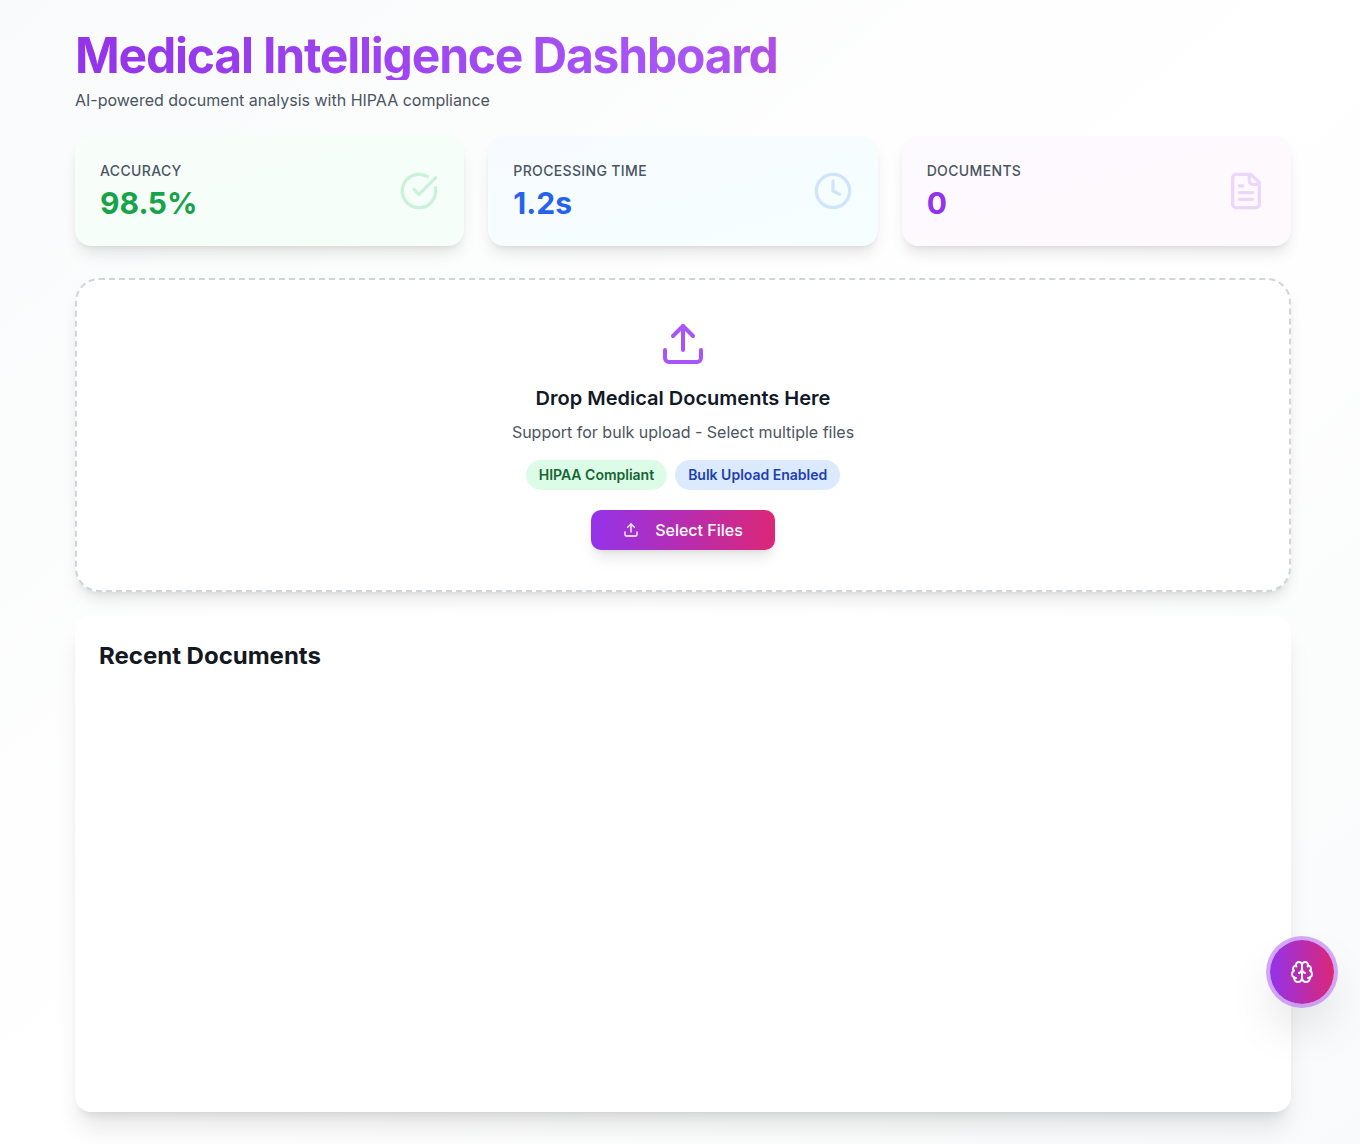 Medical Intelligence Dashboard
AI-powered document analysis with HIPAA compliance
ACCURACY
98.5%
PROCESSING TIME
1.2s
DOCUMENTS
0
Drop Medical Documents Here
Support for bulk upload - Select multiple files
HIPAA Compliant
Bulk Upload Enabled
Select Files
Recent Documents